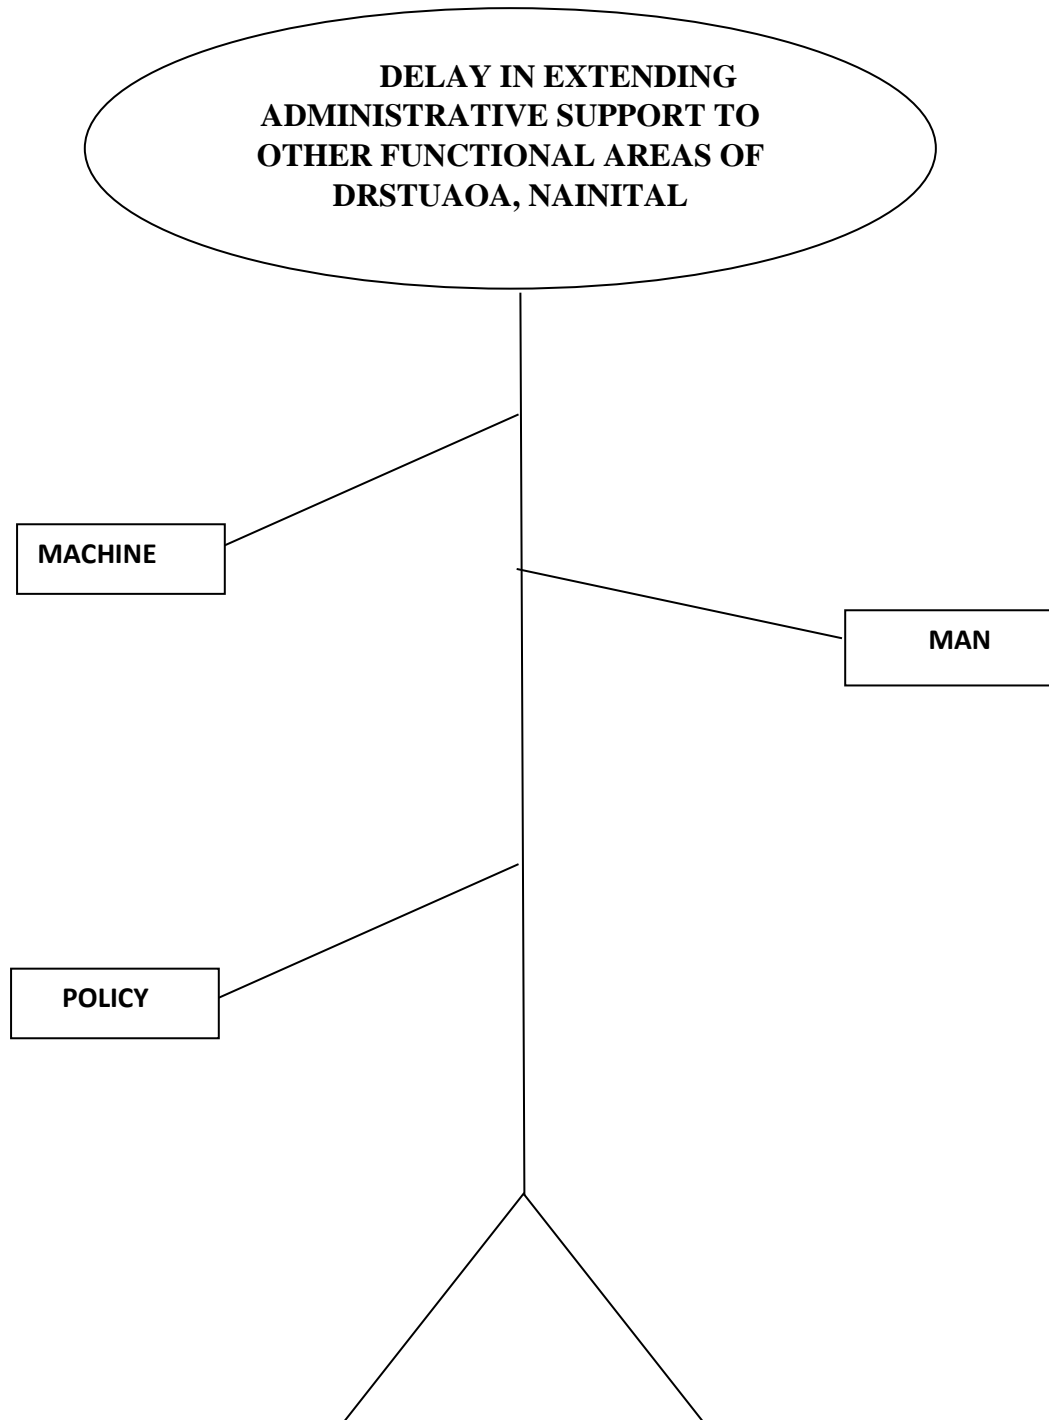 DELAY IN EXTENDING
ADMINISTRATIVE SUPPORT TO
OTHER FUNCTIONAL AREAS OF
DRSTUAOA, NAINITAL
MACHINE
MAN
POLICY